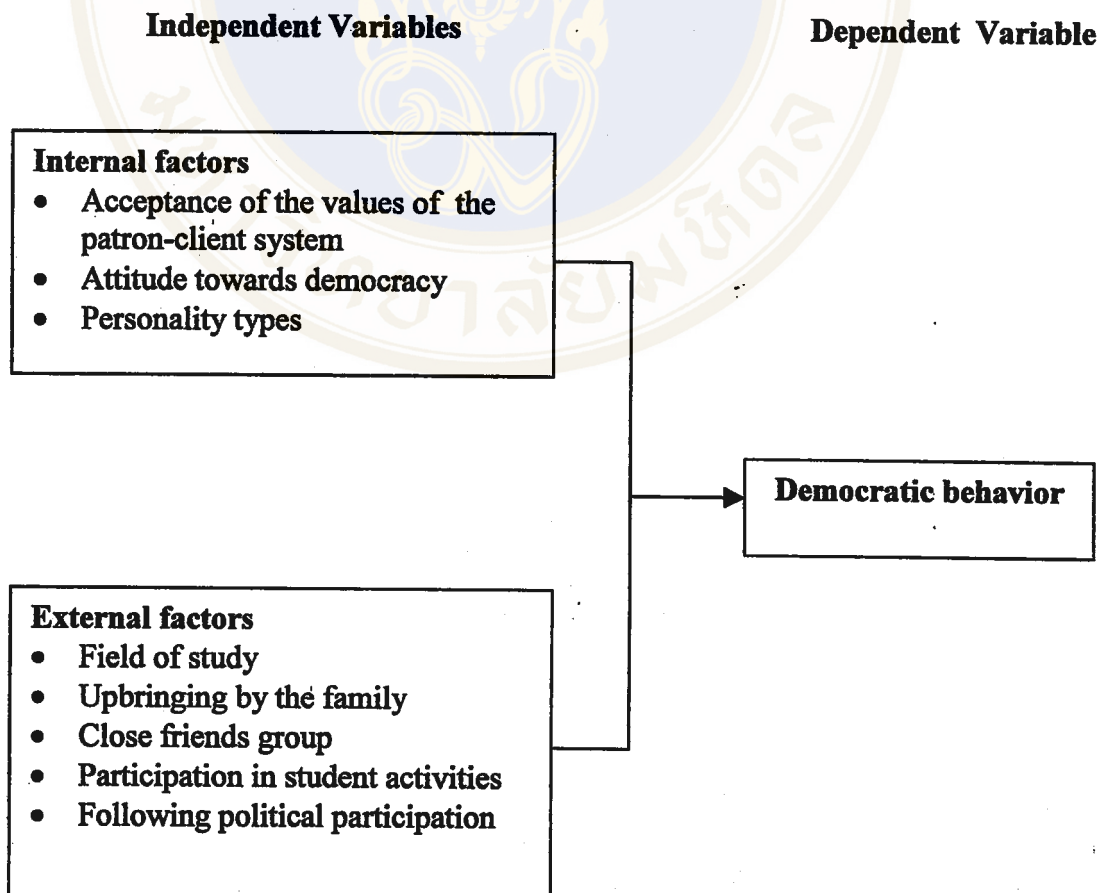 Independent Variables
Dependent Variable
Internal factors
• Acceptance of the values of the
patron-client system
• Attitude towards democracy
• Personality types
Democratic behavior
External factors
• Field of study
• Upbringing by the family
• Close friends group
• Participation in student activities
• Following political participation